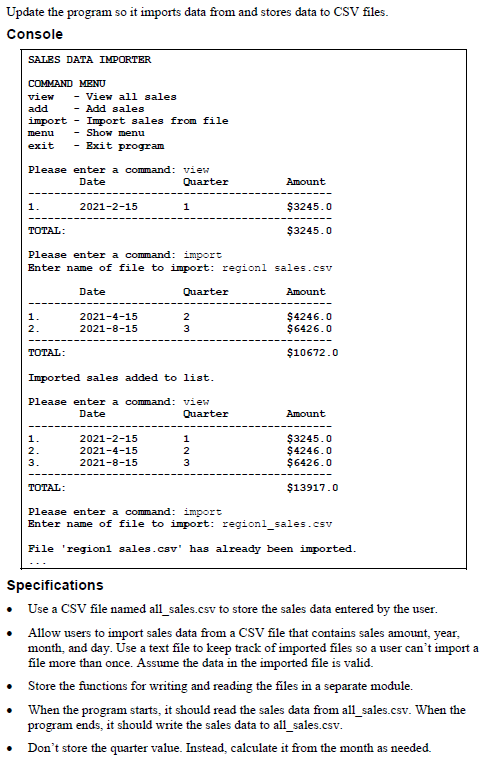 Update the program so it imports data from and stores data to CSV files.
Console
SALES DATA IMPORTER
COMMAND MENU
view - View all sales
add - Add sales
import - Import sales from file
menu - Show menu
exit - Exit program
Please enter a command: view
Date Quarter Amount
------------------------------------------------
1. 2021-2-15 1 $3245.0
------------------------------------------------
TOTAL: $3245.0
Please enter a command: import
Enter name of file to import: region1 sales.csv
Date Quarter Amount
------------------------------------------------
1. 2021-4-15 2 $4246.0
2. 2021-8-15 3 $6426.0
------------------------------------------------
TOTAL: $10672.0
Imported sales added to list.
Please enter a command: view
Date Quarter Amount
------------------------------------------------
1. 2021-2-15 1 $3245.0
2. 2021-4-15 2 $4246.0
3. 2021-8-15 3 $6426.0
------------------------------------------------
TOTAL: $13917.0
Please enter a command: import
Enter name of file to import: region1_sales.csv
File 'region1 sales.csv' has already been imported.
...
Specifications
• Use a CSV file named all_sales.csv to store the sales data entered by the user.
• Allow users to import sales data from a CSV file that contains sales amount, year,
month, and day. Use a text file to keep track of imported files so a user can't import a
file more than once. Assume the data in the imported file is valid.
• Store the functions for writing and reading the files in a separate module.
• When the program starts, it should read the sales data from all_sales.csv. When the
program ends, it should write the sales data to all_sales.csv.
• Don't store the quarter value. Instead, calculate it from the month as needed.